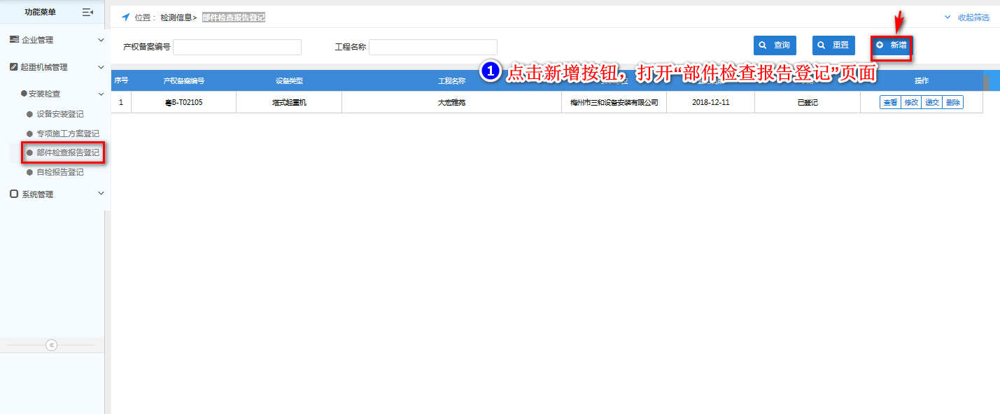 功能菜单
企业管理
起重机械管理
安装检查
设备安装登记
专项施工方案登记
部件检查报告登记
自检报告登记
系统管理
位置： 检测信息> 部件检查报告登记
收起筛选
产权备案编号 工程名称 查询 重置 新增
1 点击新增按钮，打开“部件检查报告登记”页面
序号 产权备案编号 设备类型 工程名称 操作
1 粤B-T02105 塔式起重机 大宏雅苑 梅州市三和设备安装有限公司 2018-12-11 已登记 查看 修改 递交 删除